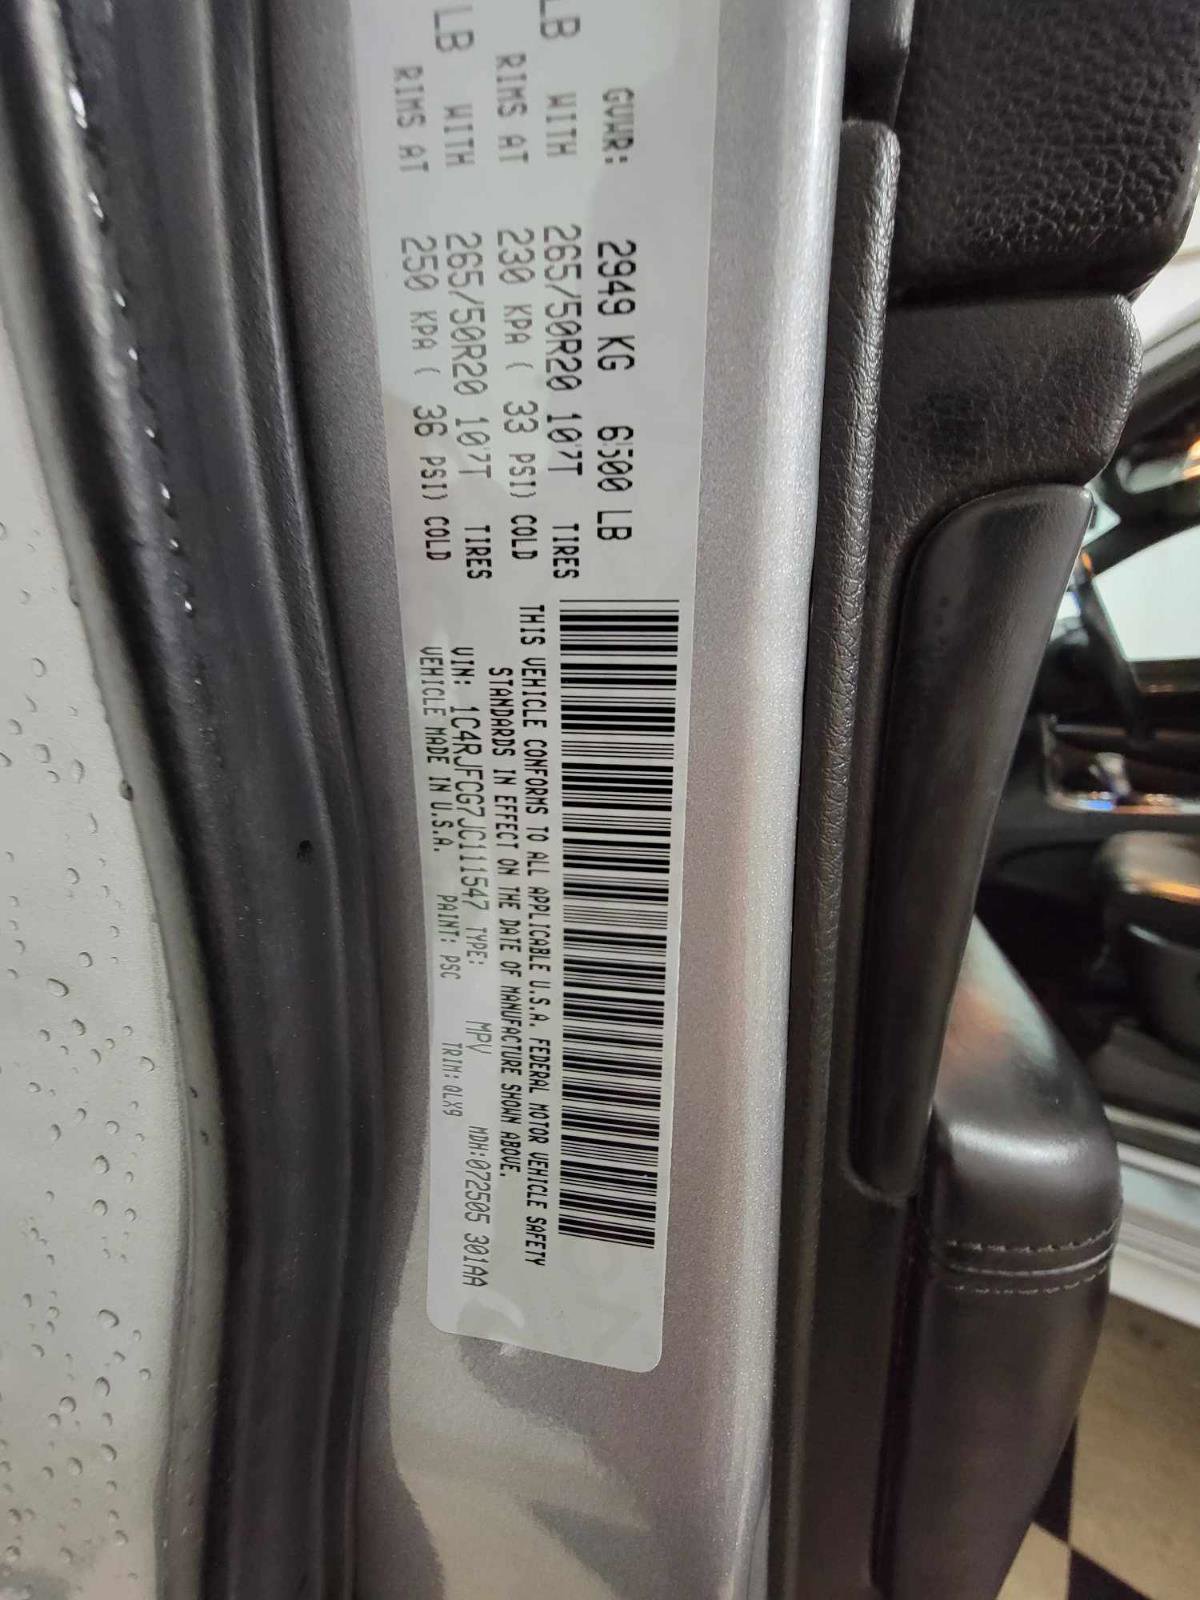 GVWR: 2949 KG 6500 LB
LB WITH 265/50R20 107T TIRES
RIMS AT 230 KPA ( 33 PSI) COLD
LB WITH 265/50R20 107T TIRES
RIMS AT 250 KPA ( 36 PSI) COLD
THIS VEHICLE CONFORMS TO ALL APPLICABLE U.S.A. FEDERAL MOTOR VEHICLE SAFETY
STANDARDS IN EFFECT ON THE DATE OF MANUFACTURE SHOWN ABOVE.
VIN: 1C4RJFCG7JC111547 TYPE: MPV MDH:072505 301AA
VEHICLE MADE IN U.S.A. PAINT: PSC TRIM: QLX9